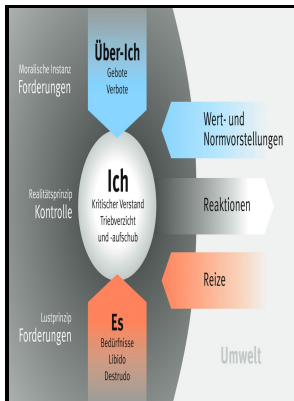 Über-Ich
Gebote
Verbote
Moralische Instanz
Forderungen
Wert- und
Normvorstellungen
Ich
Kritischer Verstand
Triebverzicht
und -aufschub
Realitätsprinzip
Kontrolle
Reaktionen
Reize
Lustprinzip
Forderungen
Es
Bedürfnisse
Libido
Destrudo
Umwelt